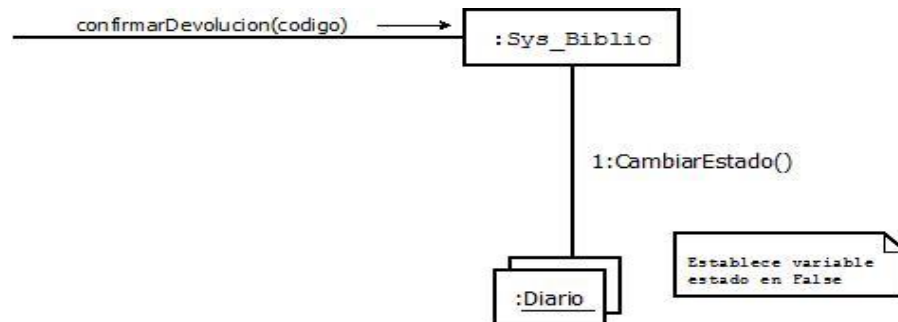 confirmarDevolucion(codigo)
:Sys_Biblio
1:CambiarEstado()
Establece variable
estado en False
:Diario